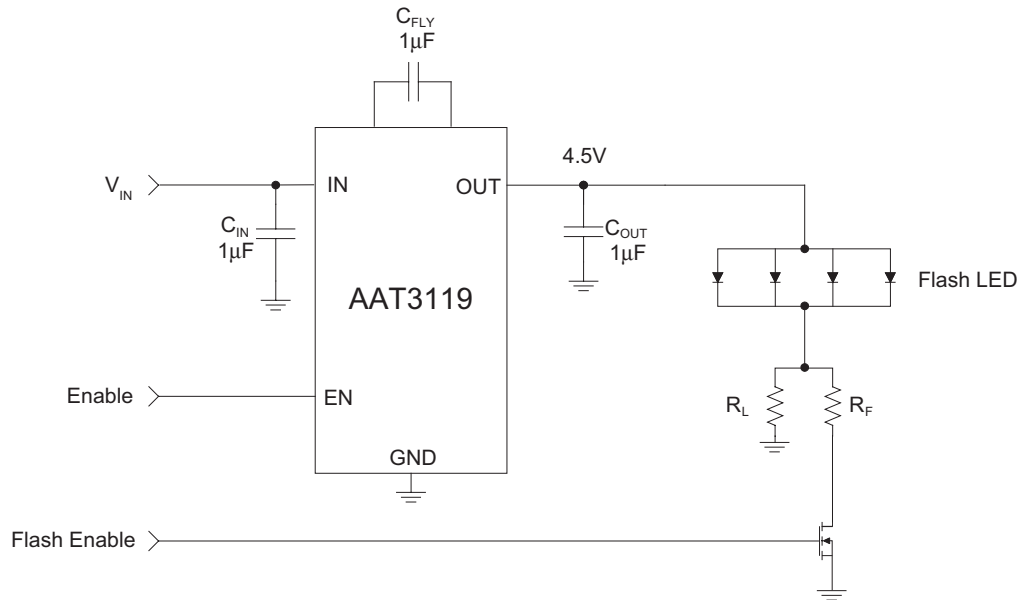 C_FLY
1µF
4.5V
V_IN
IN
OUT
C_IN
1µF
C_OUT
1µF
Flash LED
AAT3119
Enable
EN
R_L
R_F
GND
Flash Enable